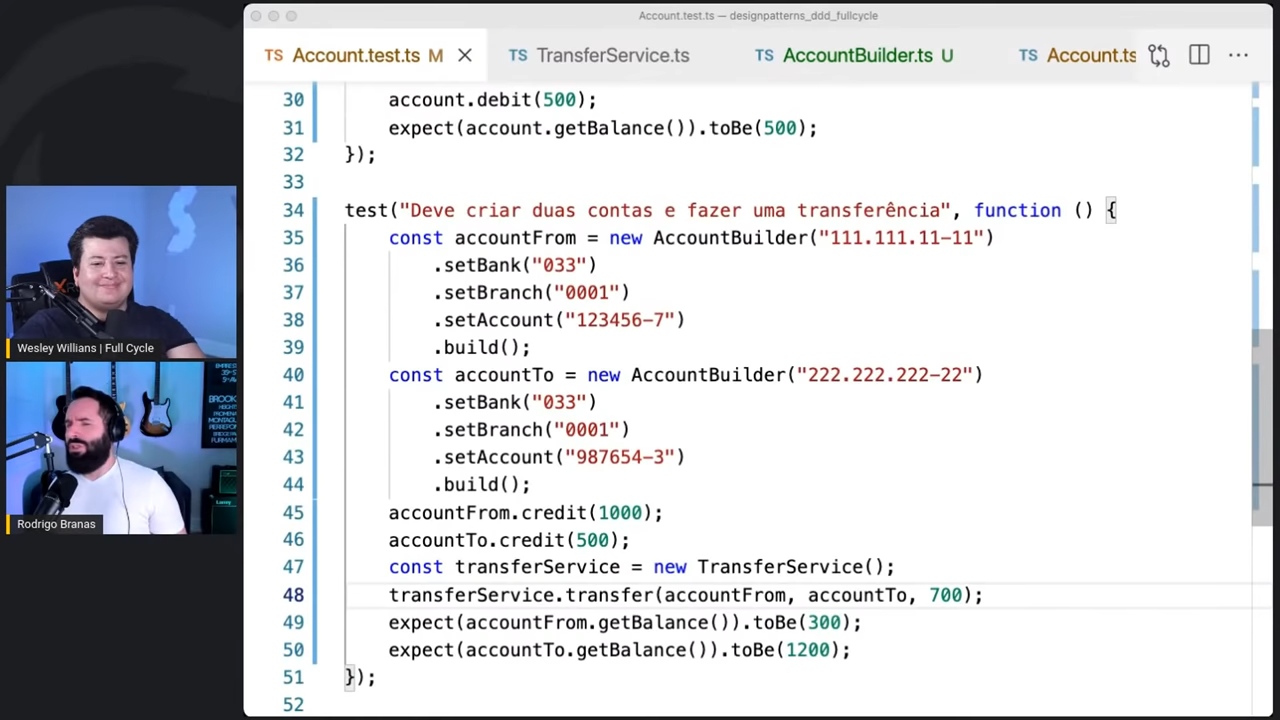 Account.test.ts — designpatterns_ddd_fullcycle
TS Account.test.ts M
TS TransferService.ts
TS AccountBuilder.ts U
TS Account.ts
30 account.debit(500);
31 expect(account.getBalance()).toBe(500);
32 });
33
34 test("Deve criar duas contas e fazer uma transferência", function () {
35 const accountFrom = new AccountBuilder("111.111.11-11")
36 .setBank("033")
37 .setBranch("0001")
38 .setAccount("123456-7")
39 .build();
40 const accountTo = new AccountBuilder("222.222.222-22")
41 .setBank("033")
42 .setBranch("0001")
43 .setAccount("987654-3")
44 .build();
45 accountFrom.credit(1000);
46 accountTo.credit(500);
47 const transferService = new TransferService();
48 transferService.transfer(accountFrom, accountTo, 700);
49 expect(accountFrom.getBalance()).toBe(300);
50 expect(accountTo.getBalance()).toBe(1200);
51 });
52
Wesley Willians | Full Cycle
BROOK
HEIGHTS
Rodrigo Branas